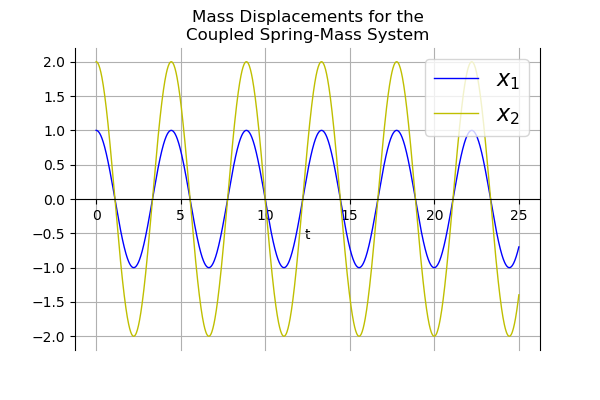 Mass Displacements for the
Coupled Spring-Mass System
x₁
x₂
2.0
1.5
1.0
0.5
0.0
−0.5
−1.0
−1.5
−2.0
0 5 10 15 20 25
t